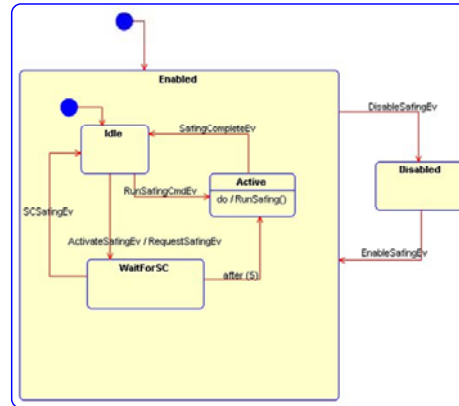 Enabled
DisableSafingEv
Idle
SafingCompleteEv
Disabled
Active
RunSafingCmdEv
do / RunSafing()
SCSafingEv
ActivateSafingEv / RequestSafingEv
EnableSafingEv
WaitForSC
after (5)